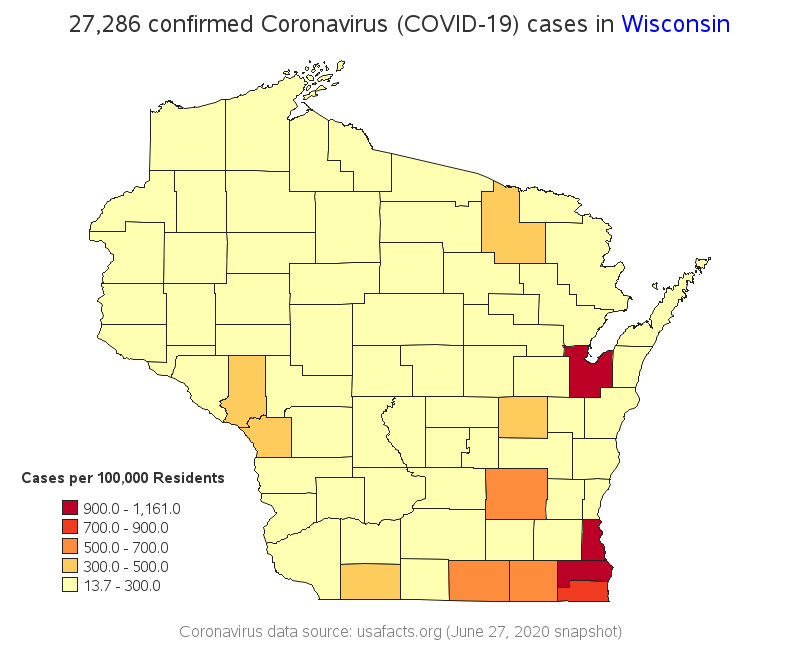 27,286 confirmed Coronavirus (COVID-19) cases in Wisconsin
Cases per 100,000 Residents
900.0 - 1,161.0
700.0 - 900.0
500.0 - 700.0
300.0 - 500.0
13.7 - 300.0
Coronavirus data source: usafacts.org (June 27, 2020 snapshot)